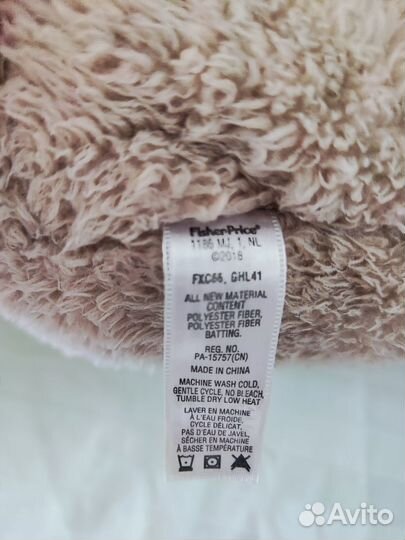 Fisher-Price®
1186 MJ, 1, NL
©2018
FXC66, GHL41
ALL NEW MATERIAL
CONTENT
POLYESTER FIBER,
POLYESTER FIBER
BATTING.
REG. NO.
PA-15757(CN)
MADE IN CHINA
MACHINE WASH COLD,
GENTLE CYCLE, NO BLEACH,
TUMBLE DRY LOW HEAT
LAVER EN MACHINE
À L'EAU FROIDE,
CYCLE DÉLICAT,
PAS D'EAU DE JAVEL,
SÉCHER EN MACHINE
À BASSE TEMPÉRATURE
Avito